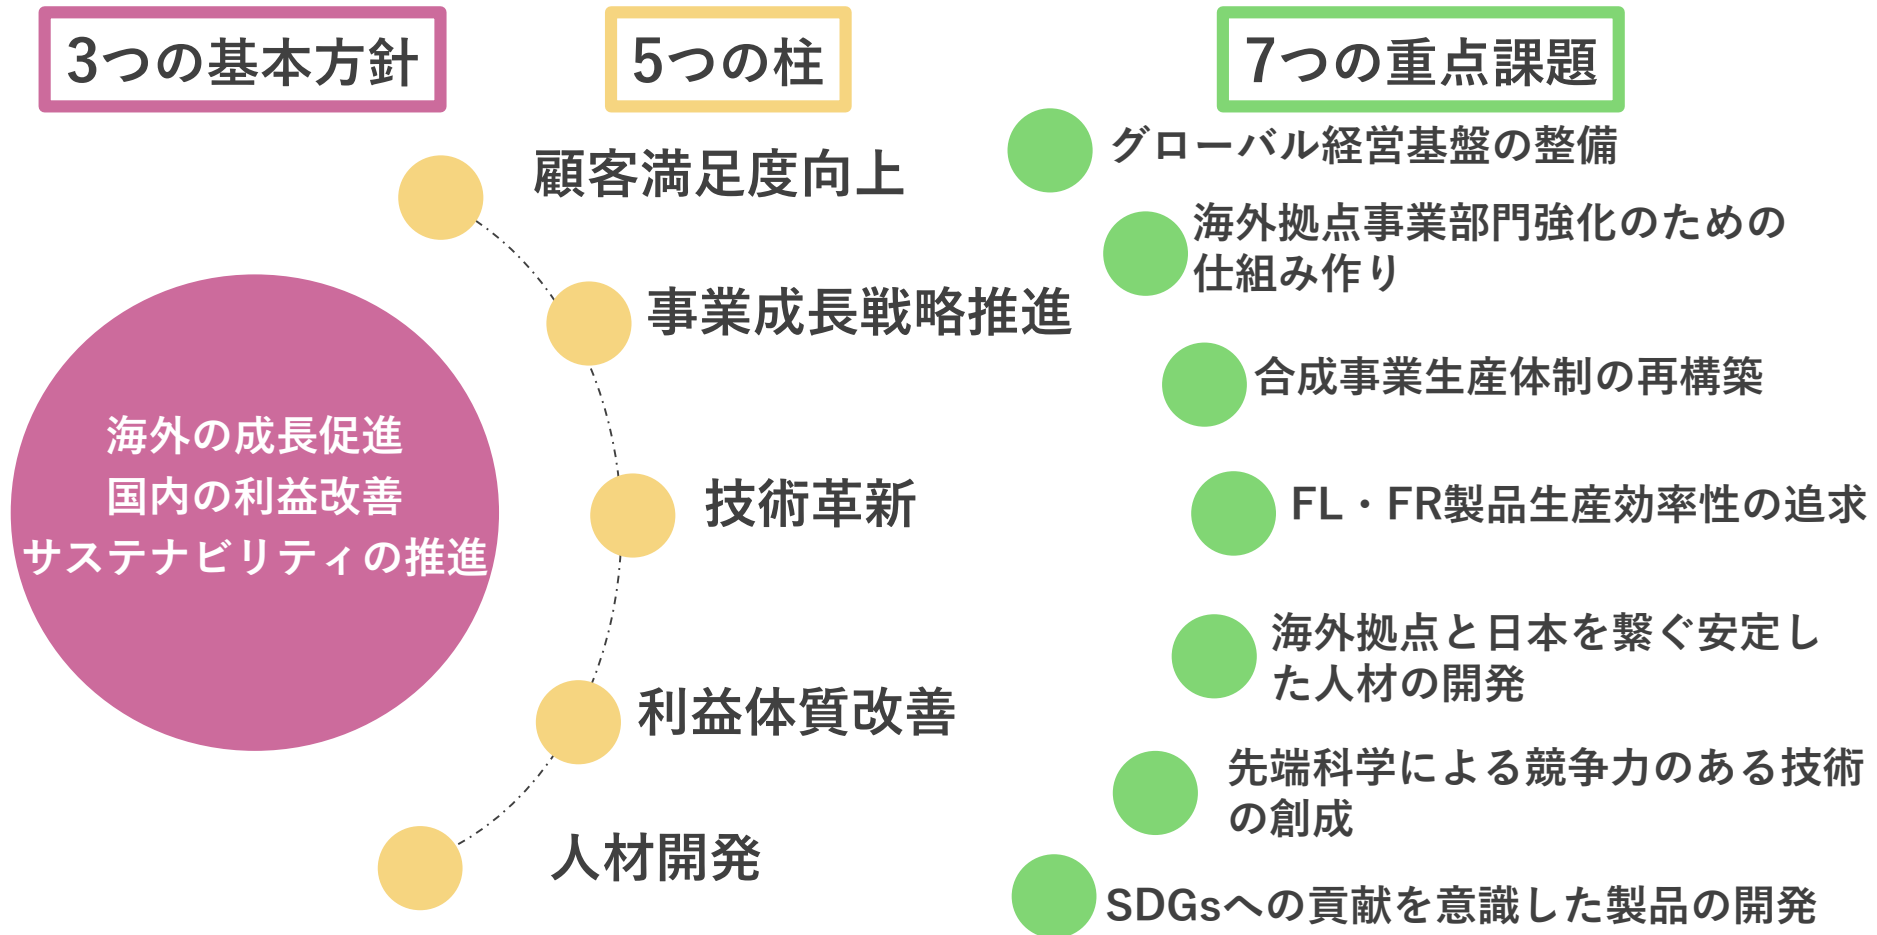 3つの基本方針
海外の成長促進
国内の利益改善
サステナビリティの推進
5つの柱
顧客満足度向上
事業成長戦略推進
技術革新
利益体質改善
人材開発
7つの重点課題
グローバル経営基盤の整備
海外拠点事業部門強化のための
仕組み作り
合成事業生産体制の再構築
FL・FR製品生産効率性の追求
海外拠点と日本を繋ぐ安定し
た人材の開発
先端科学による競争力のある技術
の創成
SDGsへの貢献を意識した製品の開発